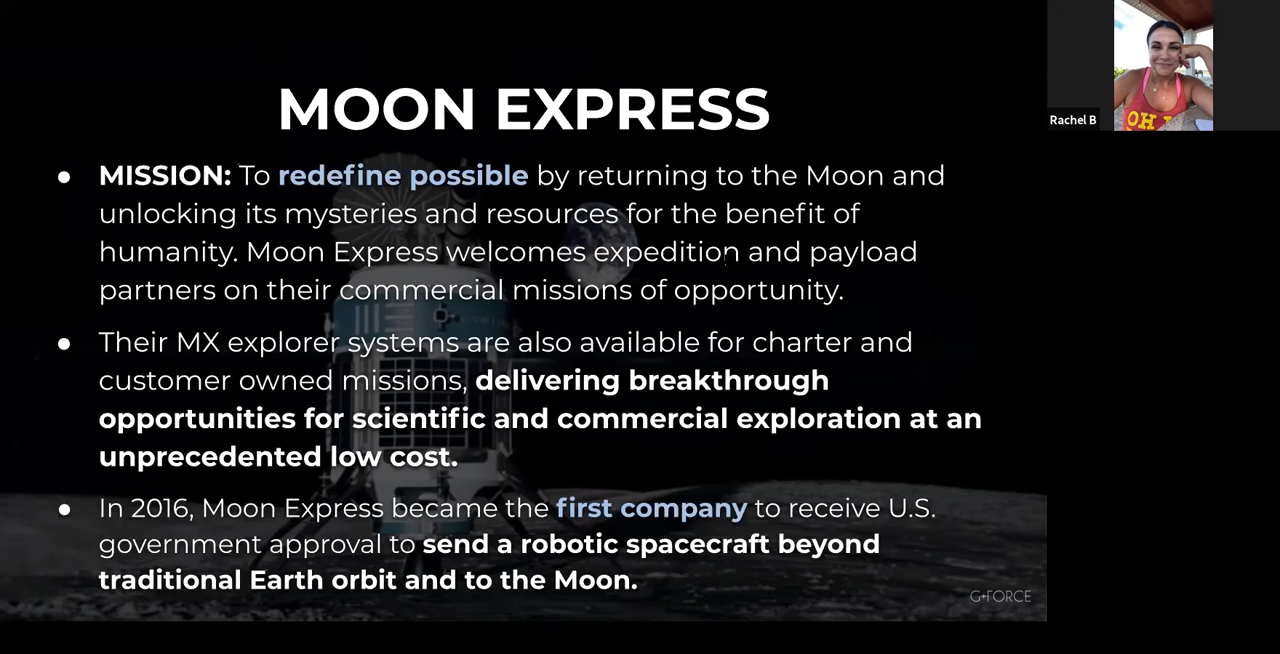 MOON EXPRESS
● MISSION: To redefine possible by returning to the Moon and
unlocking its mysteries and resources for the benefit of
humanity. Moon Express welcomes expedition and payload
partners on their commercial missions of opportunity.
● Their MX explorer systems are also available for charter and
customer owned missions, delivering breakthrough
opportunities for scientific and commercial exploration at an
unprecedented low cost.
● In 2016, Moon Express became the first company to receive U.S.
government approval to send a robotic spacecraft beyond
traditional Earth orbit and to the Moon.
G+FORCE
Rachel B
OH